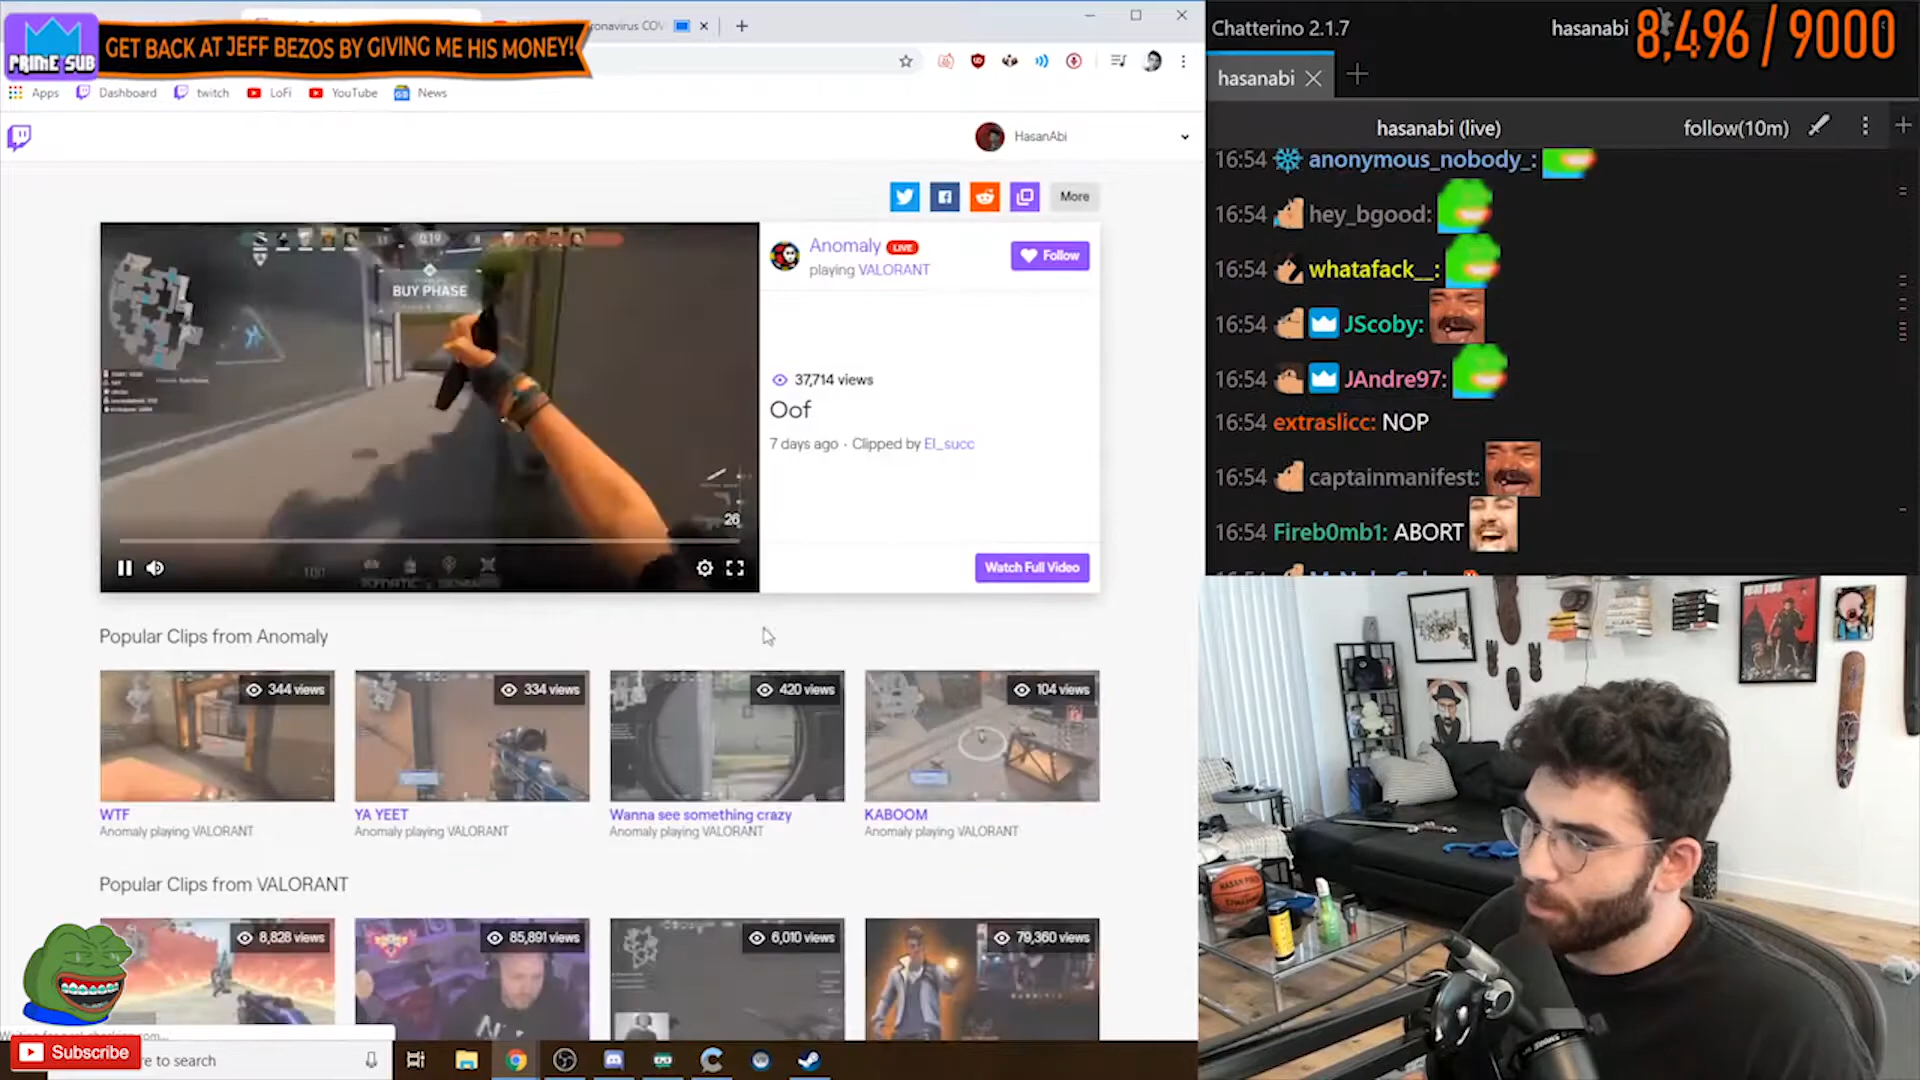 PRIME SUB
GET BACK AT JEFF BEZOS BY GIVING ME HIS MONEY!
Apps
Dashboard
twitch
LoFi
YouTube
News
HasanAbi
More
0:19
BUY PHASE
26
100
Anomaly LIVE
playing VALORANT
Follow
37,714 views
Oof
7 days ago · Clipped by El_succ
Watch Full Video
Popular Clips from Anomaly
344 views
334 views
420 views
104 views
WTF
Anomaly playing VALORANT
YA YEET
Anomaly playing VALORANT
Wanna see something crazy
Anomaly playing VALORANT
KABOOM
Anomaly playing VALORANT
Popular Clips from VALORANT
8,828 views
85,891 views
6,010 views
79,360 views
Subscribe
re to search
Chatterino 2.1.7
hasanabi
8,496 / 9000
hasanabi
hasanabi (live)
follow(10m)
16:54 anonymous_nobody_:
16:54 hey_bgood:
16:54 whatafack__:
16:54 JScoby:
16:54 JAndre97:
16:54 extraslicc: NOP
16:54 captainmanifest:
16:54 Fireb0mb1: ABORT